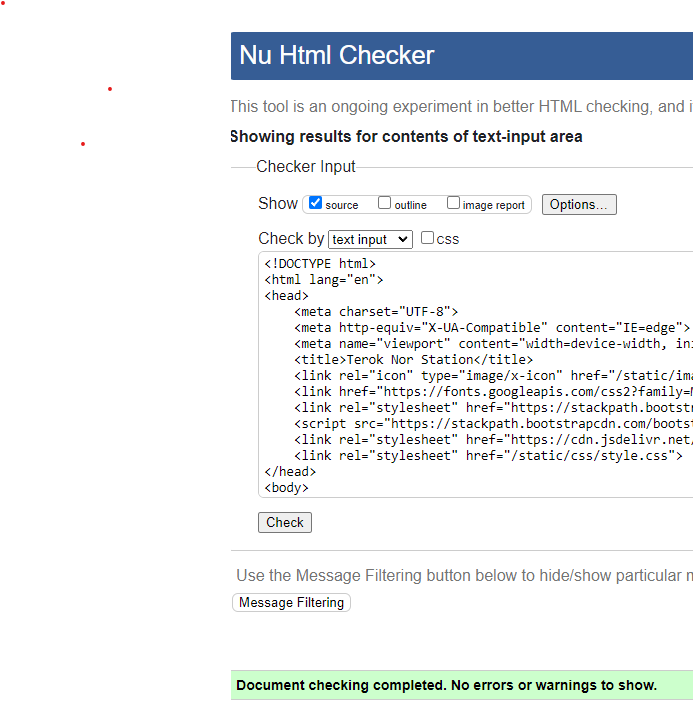 Nu Html Checker
This tool is an ongoing experiment in better HTML checking, and i
Showing results for contents of text-input area
Checker Input
Show source outline image report Options...
Check by text input css
<!DOCTYPE html>
<html lang="en">
<head>
<meta charset="UTF-8">
<meta http-equiv="X-UA-Compatible" content="IE=edge">
<meta name="viewport" content="width=device-width, ini
<title>Terok Nor Station</title>
<link rel="icon" type="image/x-icon" href="/static/ima
<link href="https://fonts.googleapis.com/css2?family=M
<link rel="stylesheet" href="https://stackpath.bootstr
<script src="https://stackpath.bootstrapcdn.com/bootst
<link rel="stylesheet" href="https://cdn.jsdelivr.net/
<link rel="stylesheet" href="/static/css/style.css">
</head>
<body>
Check
Use the Message Filtering button below to hide/show particular m
Message Filtering
Document checking completed. No errors or warnings to show.